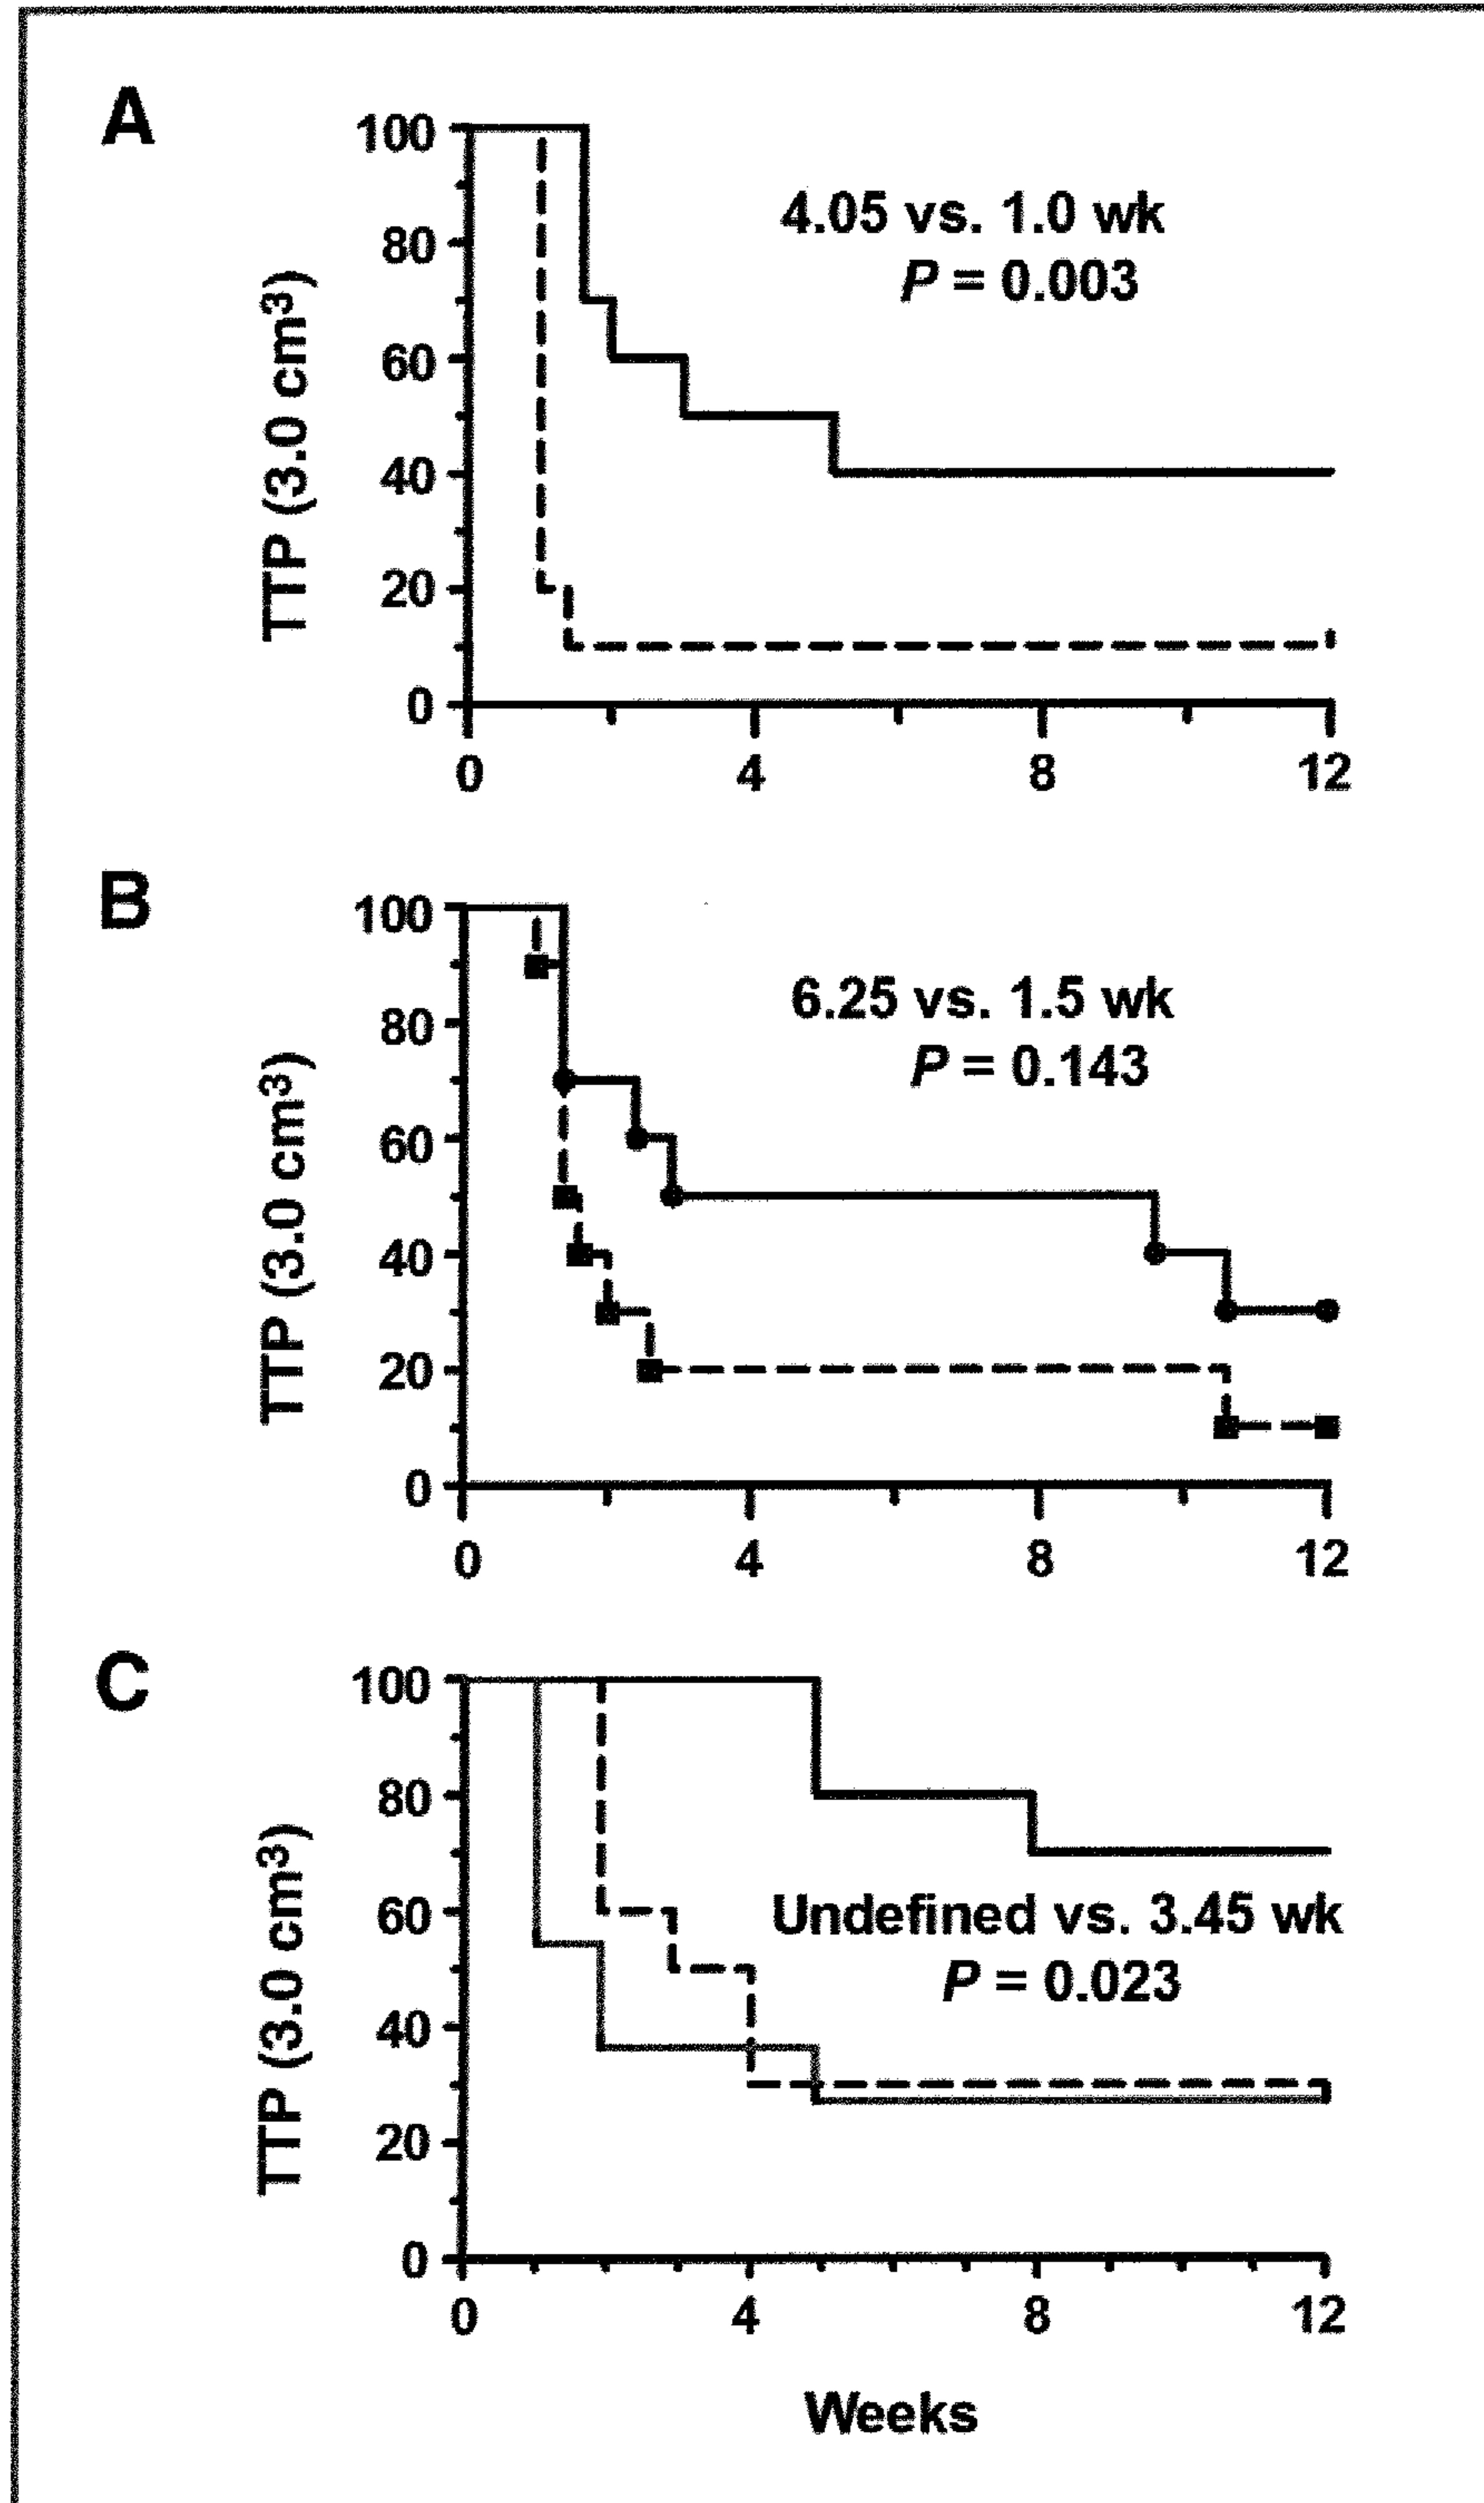 A
TTP (3.0 cm³)
100
80
60
40
20
0
0 4 8 12
4.05 vs. 1.0 wk
P = 0.003
B
TTP (3.0 cm³)
100
80
60
40
20
0
0 4 8 12
6.25 vs. 1.5 wk
P = 0.143
C
TTP (3.0 cm³)
100
80
60
40
20
0
0 4 8 12
Undefined vs. 3.45 wk
P = 0.023
Weeks